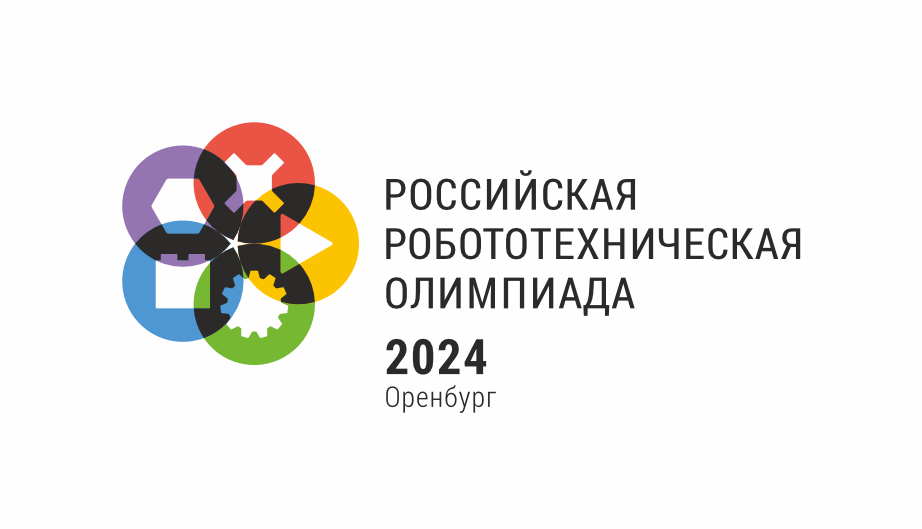 РОССИЙСКАЯ
РОБОТОТЕХНИЧЕСКАЯ
ОЛИМПИАДА
2024
Оренбург